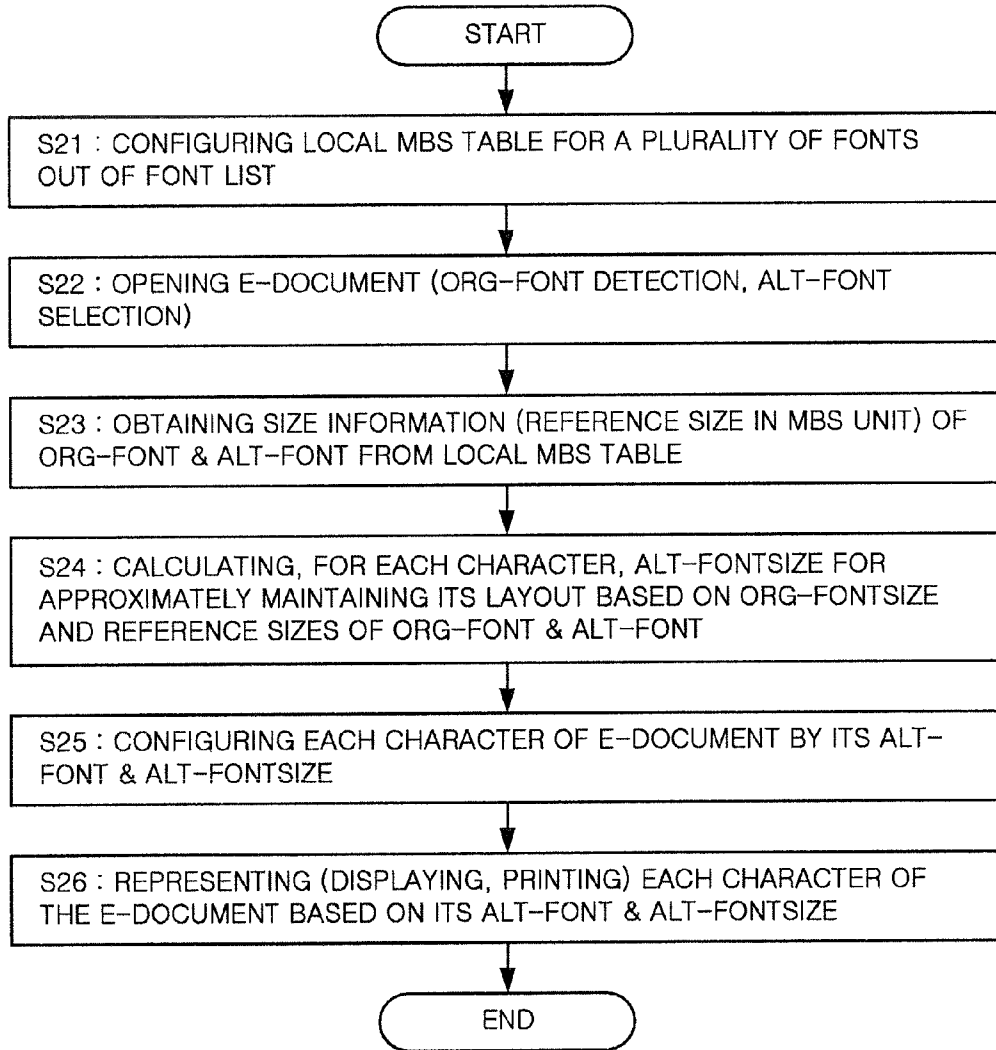 START
S21 : CONFIGURING LOCAL MBS TABLE FOR A PLURALITY OF FONTS
OUT OF FONT LIST
S22 : OPENING E-DOCUMENT (ORG-FONT DETECTION, ALT-FONT
SELECTION)
S23 : OBTAINING SIZE INFORMATION (REFERENCE SIZE IN MBS UNIT) OF
ORG-FONT & ALT-FONT FROM LOCAL MBS TABLE
S24 : CALCULATING, FOR EACH CHARACTER, ALT-FONTSIZE FOR
APPROXIMATELY MAINTAINING ITS LAYOUT BASED ON ORG-FONTSIZE
AND REFERENCE SIZES OF ORG-FONT & ALT-FONT
S25 : CONFIGURING EACH CHARACTER OF E-DOCUMENT BY ITS ALT-
FONT & ALT-FONTSIZE
S26 : REPRESENTING (DISPLAYING, PRINTING) EACH CHARACTER OF
THE E-DOCUMENT BASED ON ITS ALT-FONT & ALT-FONTSIZE
END